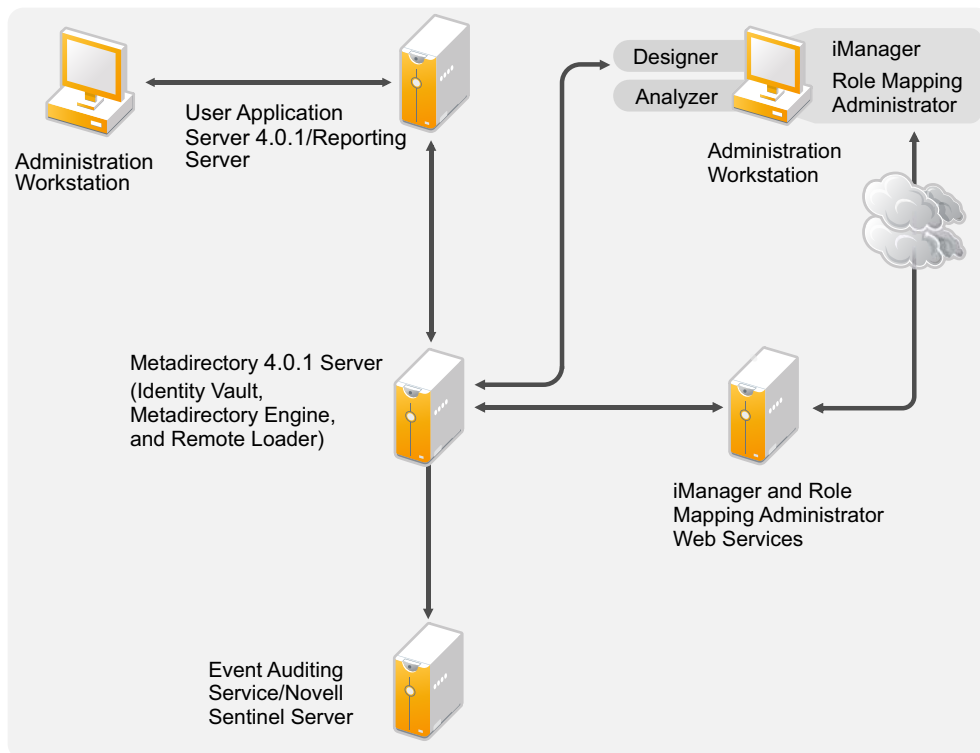 User Application
Server 4.0.1/Reporting
Server
Administration
Workstation
Designer
Analyzer
iManager
Role Mapping
Administrator
Administration
Workstation
Metadirectory 4.0.1 Server
(Identity Vault,
Metadirectory Engine,
and Remote Loader)
iManager and Role
Mapping Administrator
Web Services
Event Auditing
Service/Novell
Sentinel Server